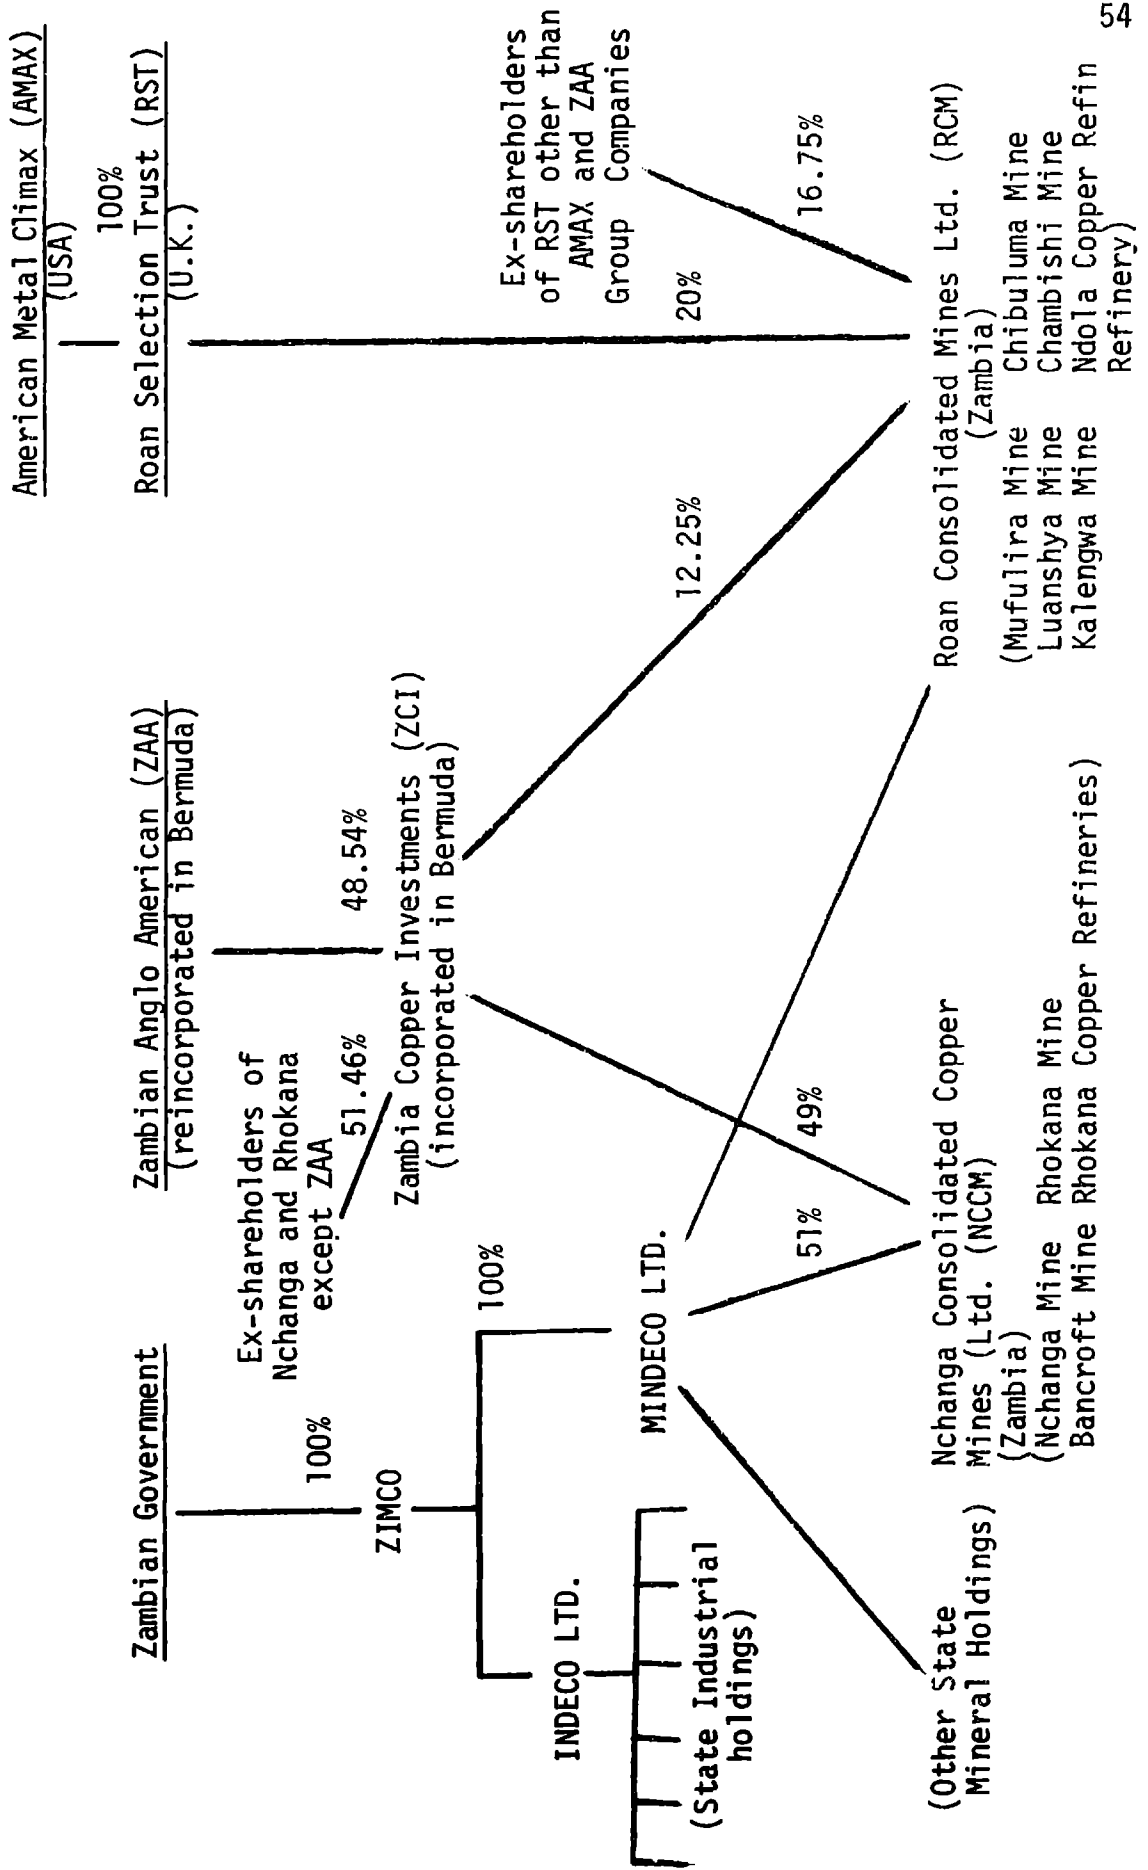 Zambian Government
100%
ZIMCO
100%
INDECO LTD.
(State Industrial
holdings)
MINDECO LTD.
(Other State
Mineral Holdings)
51%
49%
Nchanga Consolidated Copper
Mines (Ltd. (NCCM)
(Zambia)
(Nchanga Mine Rhokana Mine
Bancroft Mine Rhokana Copper Refineries)
Zambian Anglo American (ZAA)
(reincorporated in Bermuda)
Ex-shareholders of
Nchanga and Rhokana
except ZAA
51.46%
48.54%
Zambia Copper Investments (ZCI)
(incorporated in Bermuda)
12.25%
American Metal Climax (AMAX)
(USA)
100%
Roan Selection Trust (RST)
(U.K.)
Ex-shareholders
of RST other than
AMAX and ZAA
Group Companies
20%
16.75%
Roan Consolidated Mines Ltd. (RCM)
(Zambia)
(Mufulira Mine Chibuluma Mine
Luanshya Mine Chambishi Mine
Kalengwa Mine Ndola Copper Refin
Refinery)
54